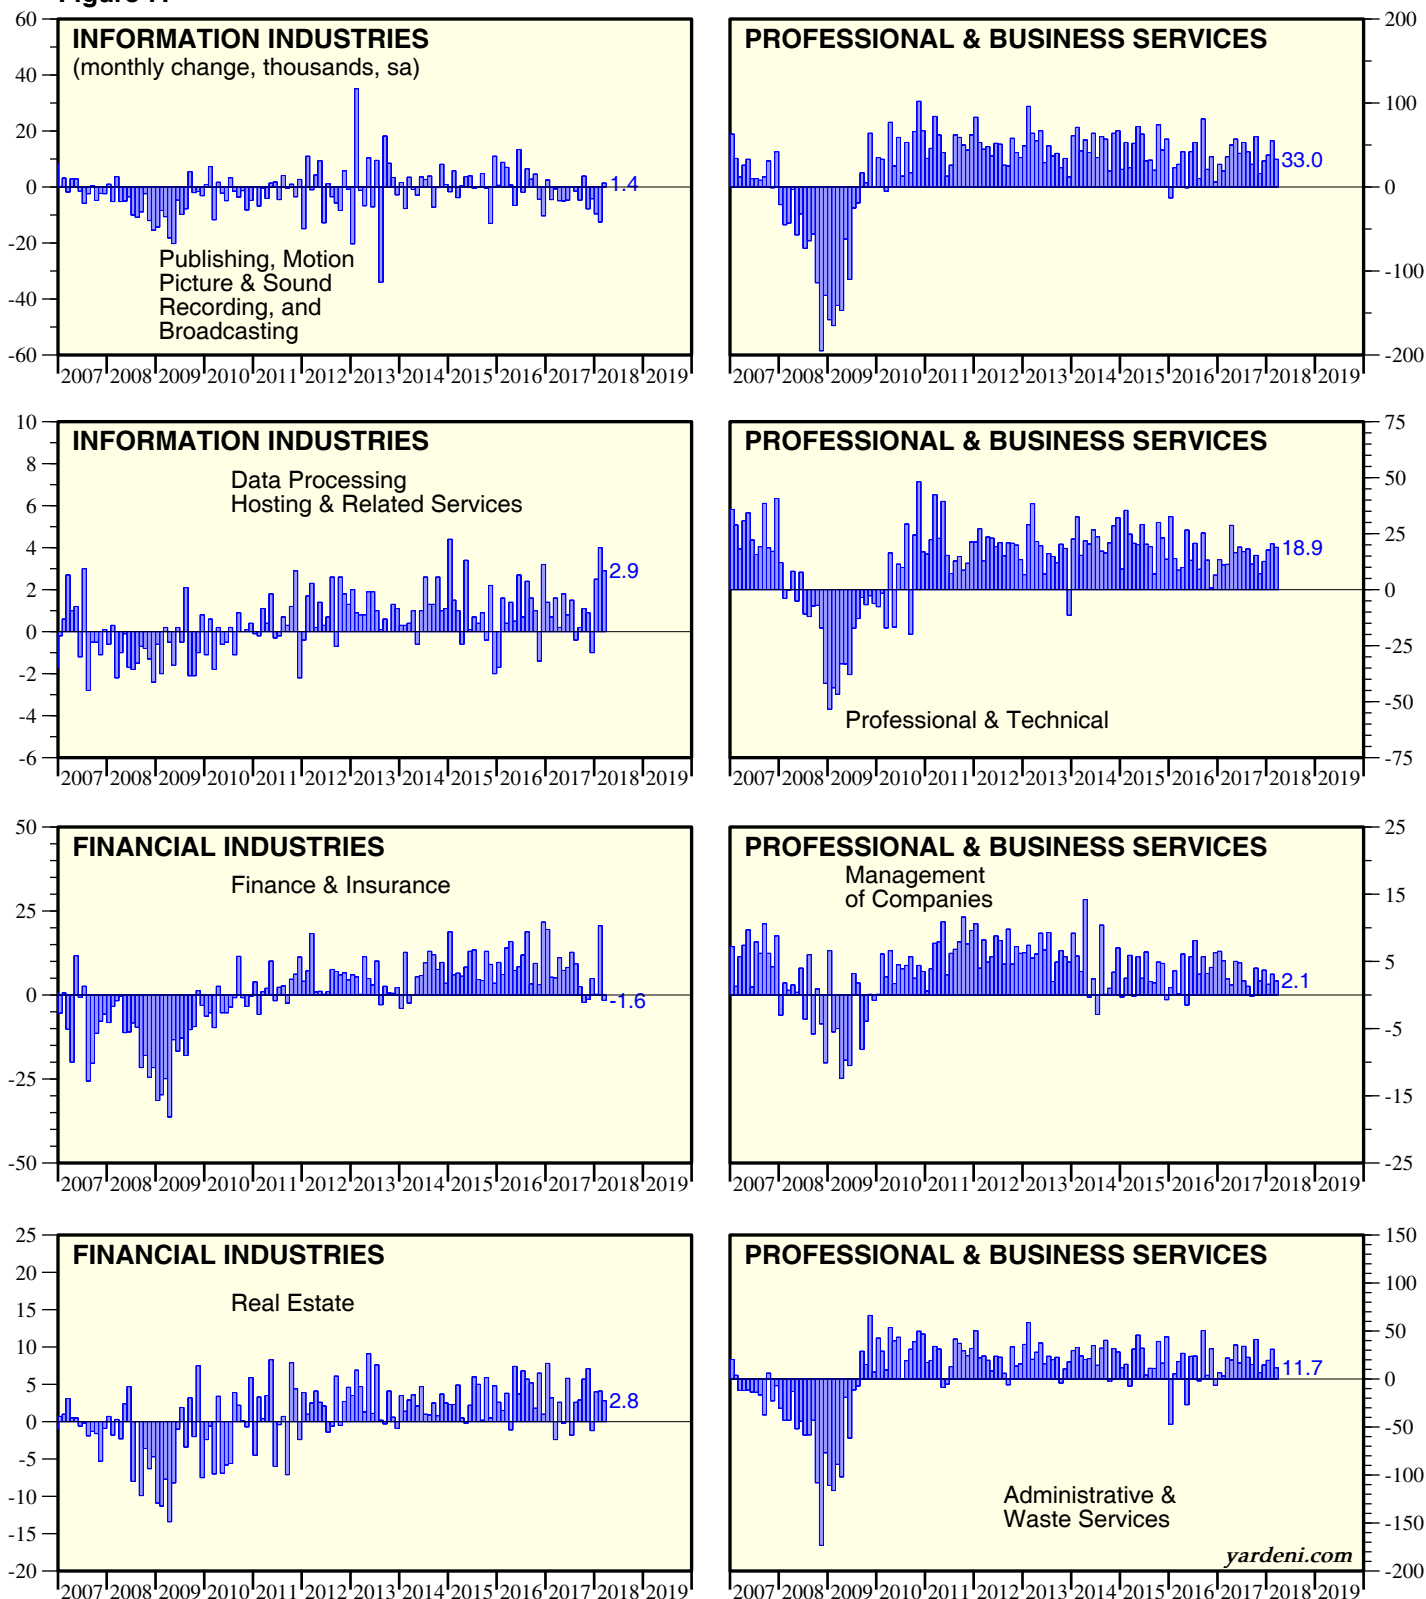 60
INFORMATION INDUSTRIES
(monthly change, thousands, sa)
40
20
0
-20
-40
-60
1.4
Publishing, Motion
Picture & Sound
Recording, and
Broadcasting
2007 2008 2009 2010 2011 2012 2013 2014 2015 2016 2017 2018 2019
PROFESSIONAL & BUSINESS SERVICES
200
100
0
-100
-200
33.0
2007 2008 2009 2010 2011 2012 2013 2014 2015 2016 2017 2018 2019
10
INFORMATION INDUSTRIES
8
6
4
2
0
-2
-4
-6
Data Processing
Hosting & Related Services
2.9
2007 2008 2009 2010 2011 2012 2013 2014 2015 2016 2017 2018 2019
PROFESSIONAL & BUSINESS SERVICES
75
50
25
0
-25
-50
-75
18.9
Professional & Technical
2007 2008 2009 2010 2011 2012 2013 2014 2015 2016 2017 2018 2019
50
FINANCIAL INDUSTRIES
Finance & Insurance
25
0
-25
-50
-1.6
2007 2008 2009 2010 2011 2012 2013 2014 2015 2016 2017 2018 2019
PROFESSIONAL & BUSINESS SERVICES
Management
of Companies
25
15
5
-5
-15
-25
2.1
2007 2008 2009 2010 2011 2012 2013 2014 2015 2016 2017 2018 2019
25
FINANCIAL INDUSTRIES
20
15
10
5
0
-5
-10
-15
-20
Real Estate
2.8
2007 2008 2009 2010 2011 2012 2013 2014 2015 2016 2017 2018 2019
PROFESSIONAL & BUSINESS SERVICES
150
100
50
0
-50
-100
-150
-200
11.7
Administrative &
Waste Services
yardeni.com
2007 2008 2009 2010 2011 2012 2013 2014 2015 2016 2017 2018 2019